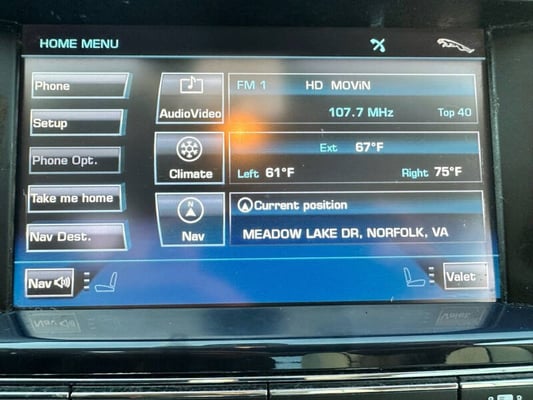 HOME MENU
Phone
Setup
Phone Opt.
Take me home
Nav Dest.
AudioVideo
Climate
N
Nav
FM 1 HD MOViN
107.7 MHz Top 40
Ext 67°F
Left 61°F Right 75°F
Current position
MEADOW LAKE DR, NORFOLK, VA
Nav
Valet